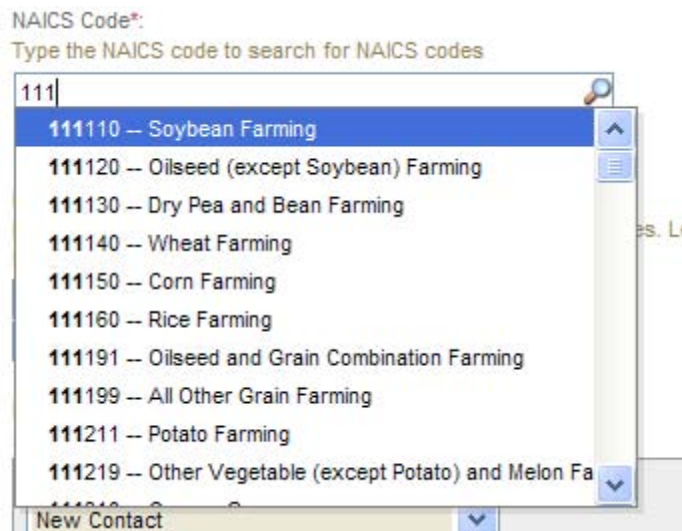 NAICS Code*:
Type the NAICS code to search for NAICS codes
111
111110 -- Soybean Farming
111120 -- Oilseed (except Soybean) Farming
111130 -- Dry Pea and Bean Farming
es. L
111140 -- Wheat Farming
111150 -- Corn Farming
111160 -- Rice Farming
111191 -- Oilseed and Grain Combination Farming
111199 -- All Other Grain Farming
111211 -- Potato Farming
111219 -- Other Vegetable (except Potato) and Melon Fa
New Contact